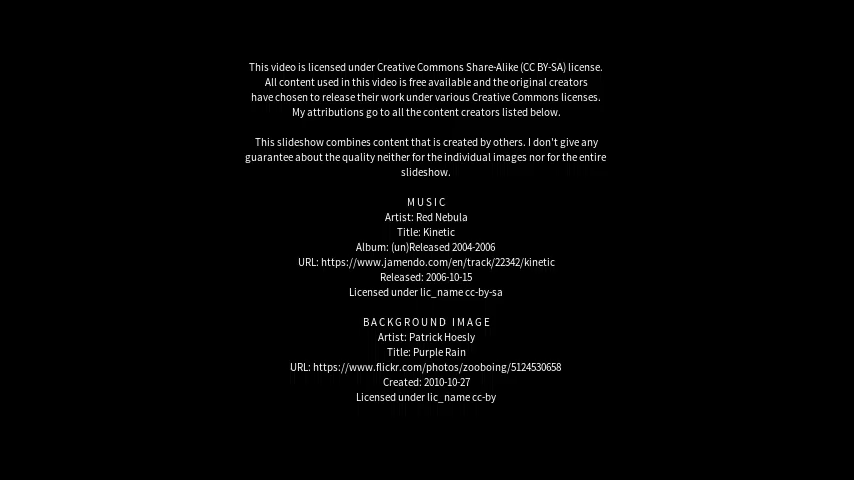 This video is licensed under Creative Commons Share-Alike (CC BY-SA) license.
All content used in this video is free available and the original creators
have chosen to release their work under various Creative Commons licenses.
My attributions go to all the content creators listed below.
This slideshow combines content that is created by others. I don't give any
guarantee about the quality neither for the individual images nor for the entire
slideshow.
MUSIC
Artist: Red Nebula
Title: Kinetic
Album: (un)Released 2004-2006
URL: https://www.jamendo.com/en/track/22342/kinetic
Released: 2006-10-15
Licensed under lic_name cc-by-sa
BACKGROUND IMAGE
Artist: Patrick Hoesly
Title: Purple Rain
URL: https://www.flickr.com/photos/zooboing/5124530658
Created: 2010-10-27
Licensed under lic_name cc-by